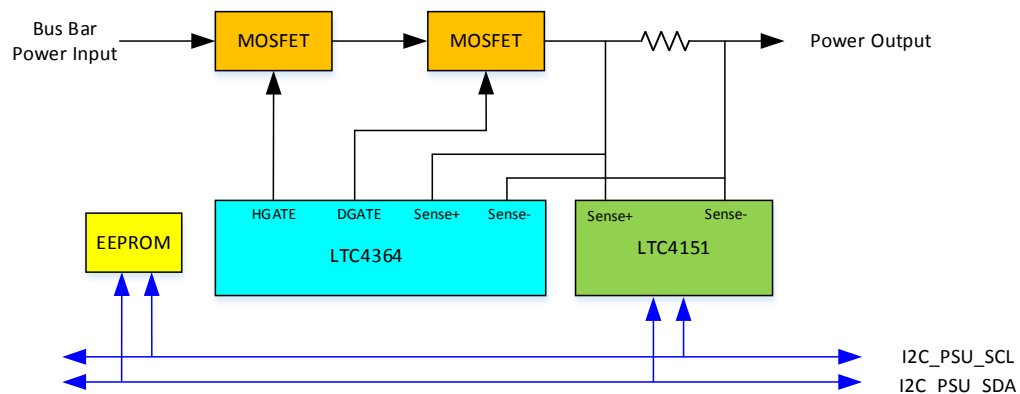 Bus Bar
Power Input
MOSFET
MOSFET
Power Output
HGATE
DGATE
Sense+
Sense-
LTC4364
Sense+
Sense-
LTC4151
EEPROM
I2C_PSU_SCL
I2C_PSU_SDA